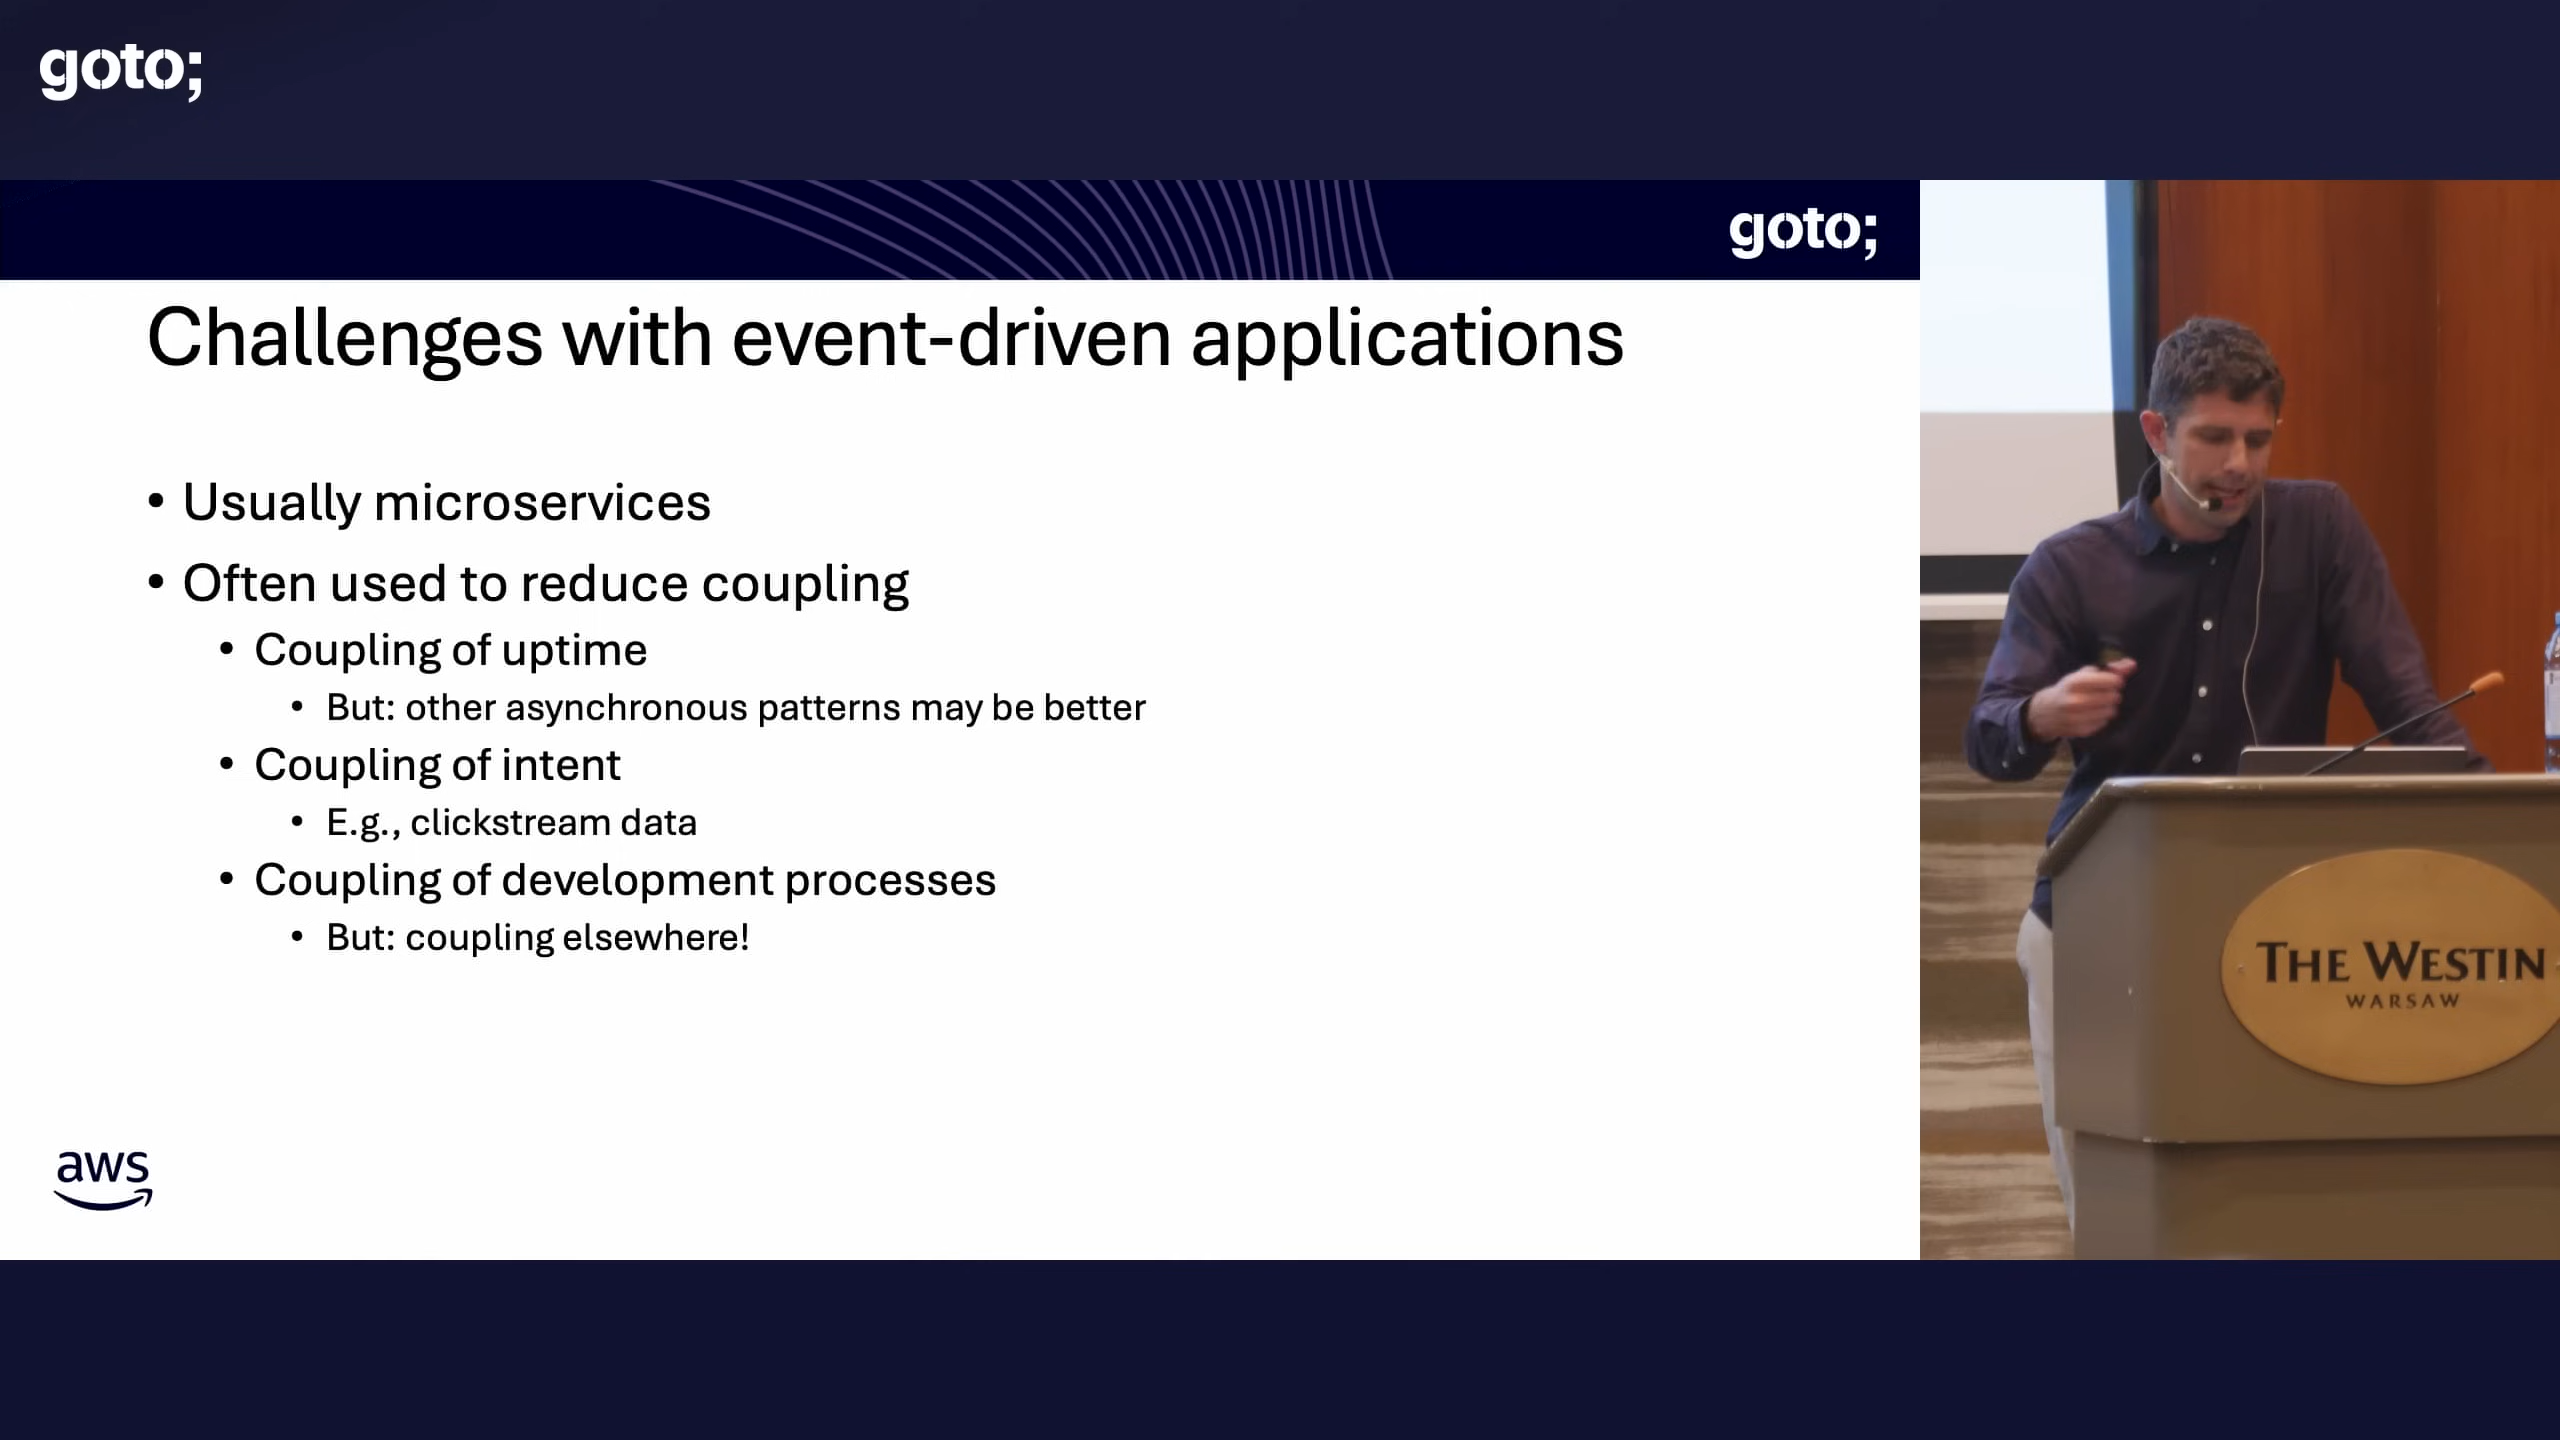 goto;
goto;
Challenges with event-driven applications
• Usually microservices
• Often used to reduce coupling
• Coupling of uptime
• But: other asynchronous patterns may be better
• Coupling of intent
• E.g., clickstream data
• Coupling of development processes
• But: coupling elsewhere!
aws
THE WESTIN
WARSAW